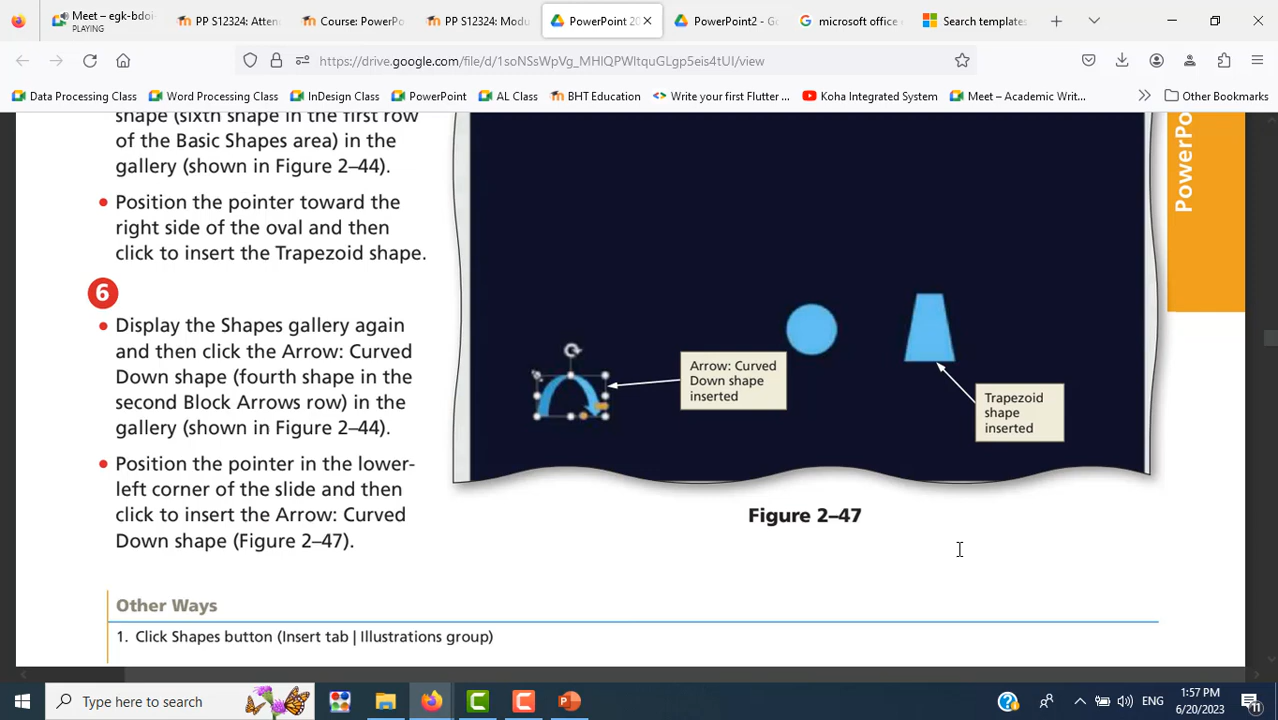 Meet – egk-bdoi
PLAYING
PP S12324: Atten
Course: PowerPo
PP S12324: Modu
PowerPoint 20
PowerPoint2 - Go
microsoft office
Search templates
https://drive.google.com/file/d/1soNSsWpVg_MHlQPWltquGLgp5eis4tUI/view
Data Processing Class
Word Processing Class
InDesign Class
PowerPoint
AL Class
BHT Education
Write your first Flutter ...
Koha Integrated System
Meet – Academic Writ...
Other Bookmarks
shape (sixth shape in the first row
of the Basic Shapes area) in the
gallery (shown in Figure 2–44).
• Position the pointer toward the
right side of the oval and then
click to insert the Trapezoid shape.
6
• Display the Shapes gallery again
and then click the Arrow: Curved
Down shape (fourth shape in the
second Block Arrows row) in the
gallery (shown in Figure 2–44).
• Position the pointer in the lower-
left corner of the slide and then
click to insert the Arrow: Curved
Down shape (Figure 2–47).
Arrow: Curved
Down shape
inserted
Trapezoid
shape
inserted
Figure 2–47
PowerPo
Other Ways
1. Click Shapes button (Insert tab | Illustrations group)
Type here to search
ENG
1:57 PM
6/20/2023
11